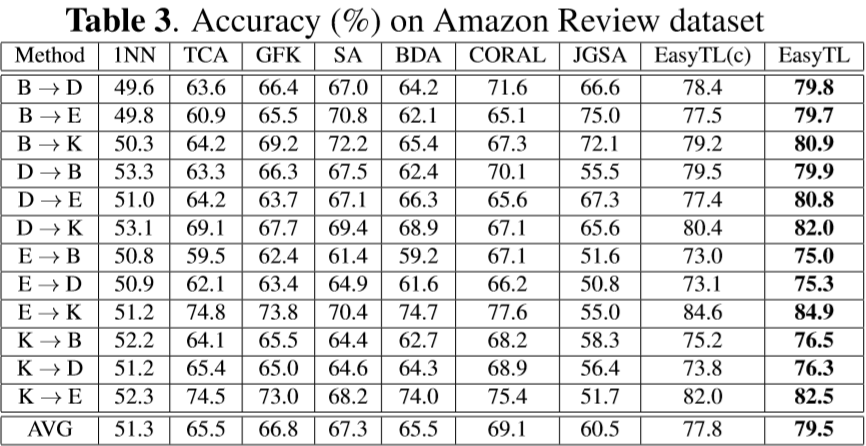 Table 3. Accuracy (%) on Amazon Review dataset
Method 1NN TCA GFK SA BDA CORAL JGSA EasyTL(c) EasyTL
B → D 49.6 63.6 66.4 67.0 64.2 71.6 66.6 78.4 79.8
B → E 49.8 60.9 65.5 70.8 62.1 65.1 75.0 77.5 79.7
B → K 50.3 64.2 69.2 72.2 65.4 67.3 72.1 79.2 80.9
D → B 53.3 63.3 66.3 67.5 62.4 70.1 55.5 79.5 79.9
D → E 51.0 64.2 63.7 67.1 66.3 65.6 67.3 77.4 80.8
D → K 53.1 69.1 67.7 69.4 68.9 67.1 65.6 80.4 82.0
E → B 50.8 59.5 62.4 61.4 59.2 67.1 51.6 73.0 75.0
E → D 50.9 62.1 63.4 64.9 61.6 66.2 50.8 73.1 75.3
E → K 51.2 74.8 73.8 70.4 74.7 77.6 55.0 84.6 84.9
K → B 52.2 64.1 65.5 64.4 62.7 68.2 58.3 75.2 76.5
K → D 51.2 65.4 65.0 64.6 64.3 68.9 56.4 73.8 76.3
K → E 52.3 74.5 73.0 68.2 74.0 75.4 51.7 82.0 82.5
AVG 51.3 65.5 66.8 67.3 65.5 69.1 60.5 77.8 79.5